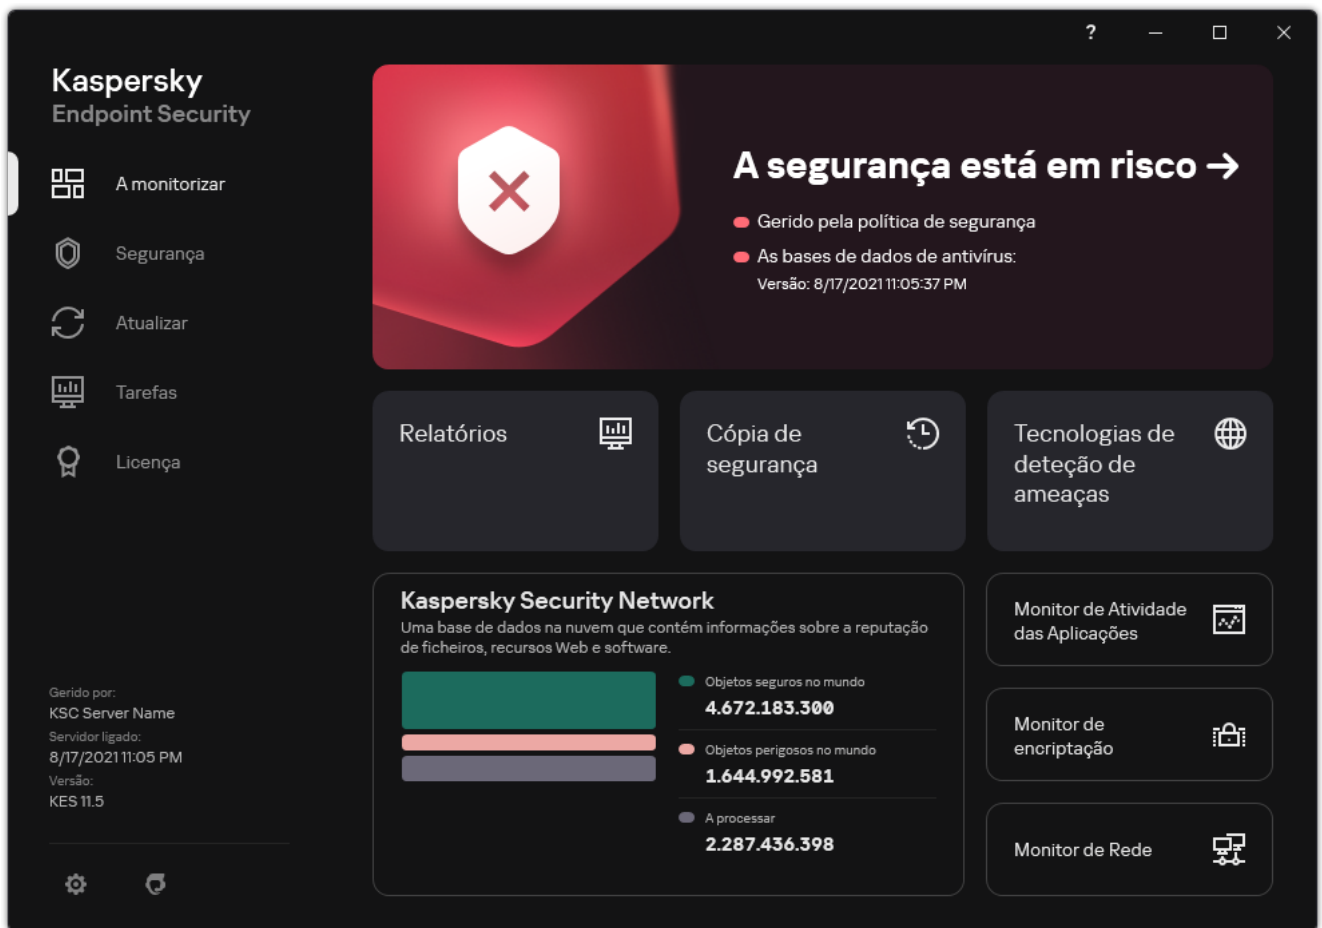 ?
Kaspersky
Endpoint Security
A monitorizar
Segurança
Atualizar
Tarefas
Licença
Gerido por:
KSC Server Name
Servidor ligado:
8/17/2021 11:05 PM
Versão:
KES 11.5
A segurança está em risco →
Gerido pela política de segurança
As bases de dados de antivírus:
Versão: 8/17/2021 11:05:37 PM
Relatórios
Cópia de
segurança
Tecnologias de
deteção de
ameaças
Kaspersky Security Network
Uma base de dados na nuvem que contém informações sobre a reputação
de ficheiros, recursos Web e software.
Objetos seguros no mundo
4.672.183.300
Objetos perigosos no mundo
1.644.992.581
A processar
2.287.436.398
Monitor de Atividade
das Aplicações
Monitor de
encriptação
Monitor de Rede